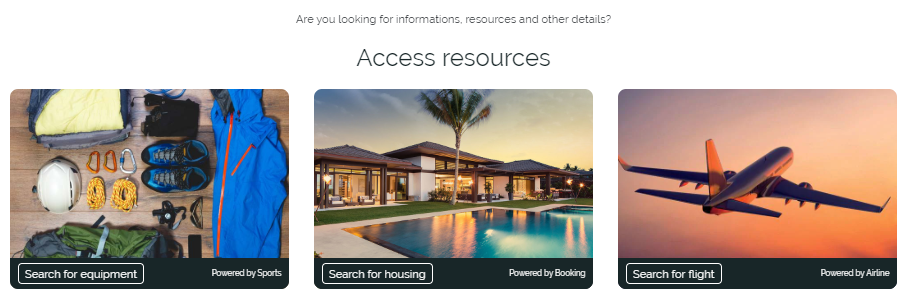 Are you looking for informations, resources and other details?
Access resources
Search for equipment
Powered by Sports
Search for housing
Powered by Booking
Search for flight
Powered by Airline